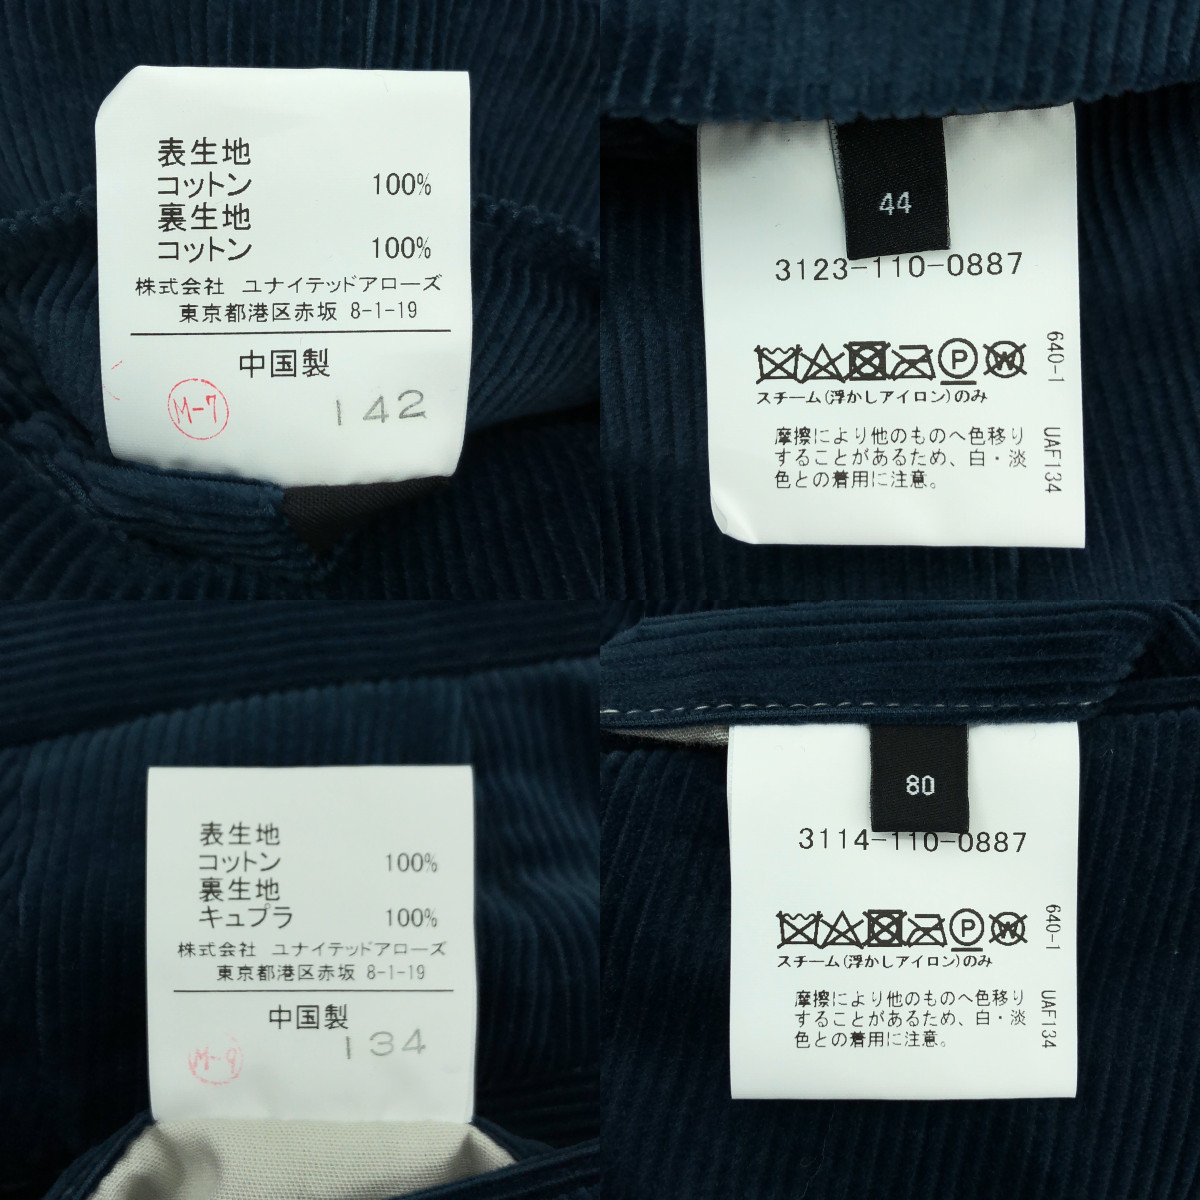 表生地
コットン 100%
裏生地
コットン 100%
株式会社 ユナイテッドアローズ
東京都港区赤坂 8-1-19
中国製
M-7
142
44
3123-110-0887
P
W
スチーム(浮かしアイロン)のみ
摩擦により他のものへ色移り
することがあるため、白・淡
色との着用に注意。
640-1
UAF134
表生地
コットン 100%
裏生地
キュプラ 100%
株式会社 ユナイテッドアローズ
東京都港区赤坂 8-1-19
中国製
M-9
134
80
3114-110-0887
P
W
スチーム(浮かしアイロン)のみ
摩擦により他のものへ色移り
することがあるため、白・淡
色との着用に注意。
640-1
UAF134